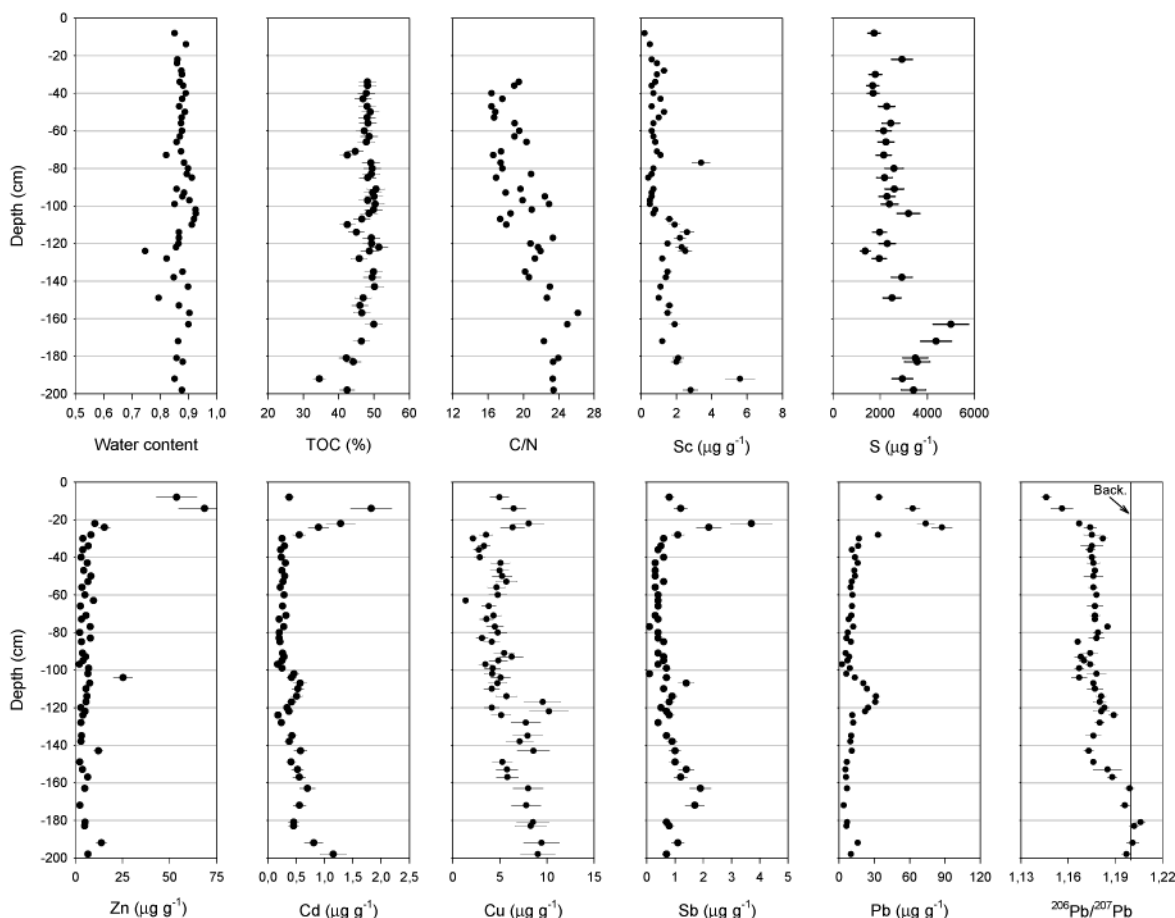 0
-20
-40
-60
-80
-100
-120
-140
-160
-180
-200
Depth (cm)
0,5 0,6 0,7 0,8 0,9 1,0
Water content
20 30 40 50 60
TOC (%)
12 16 20 24 28
C/N
0 2 4 6 8
Sc (µg g⁻¹)
0 2000 4000 6000
S (µg g⁻¹)
0
-20
-40
-60
-80
-100
-120
-140
-160
-180
-200
Depth (cm)
0 25 50 75
Zn (µg g⁻¹)
0,0 0,5 1,0 1,5 2,0 2,5
Cd (µg g⁻¹)
0 5 10 15
Cu (µg g⁻¹)
0 1 2 3 4 5
Sb (µg g⁻¹)
0 30 60 90 120
Pb (µg g⁻¹)
Back.
1,13 1,16 1,19 1,22
²⁰⁶Pb/²⁰⁷Pb